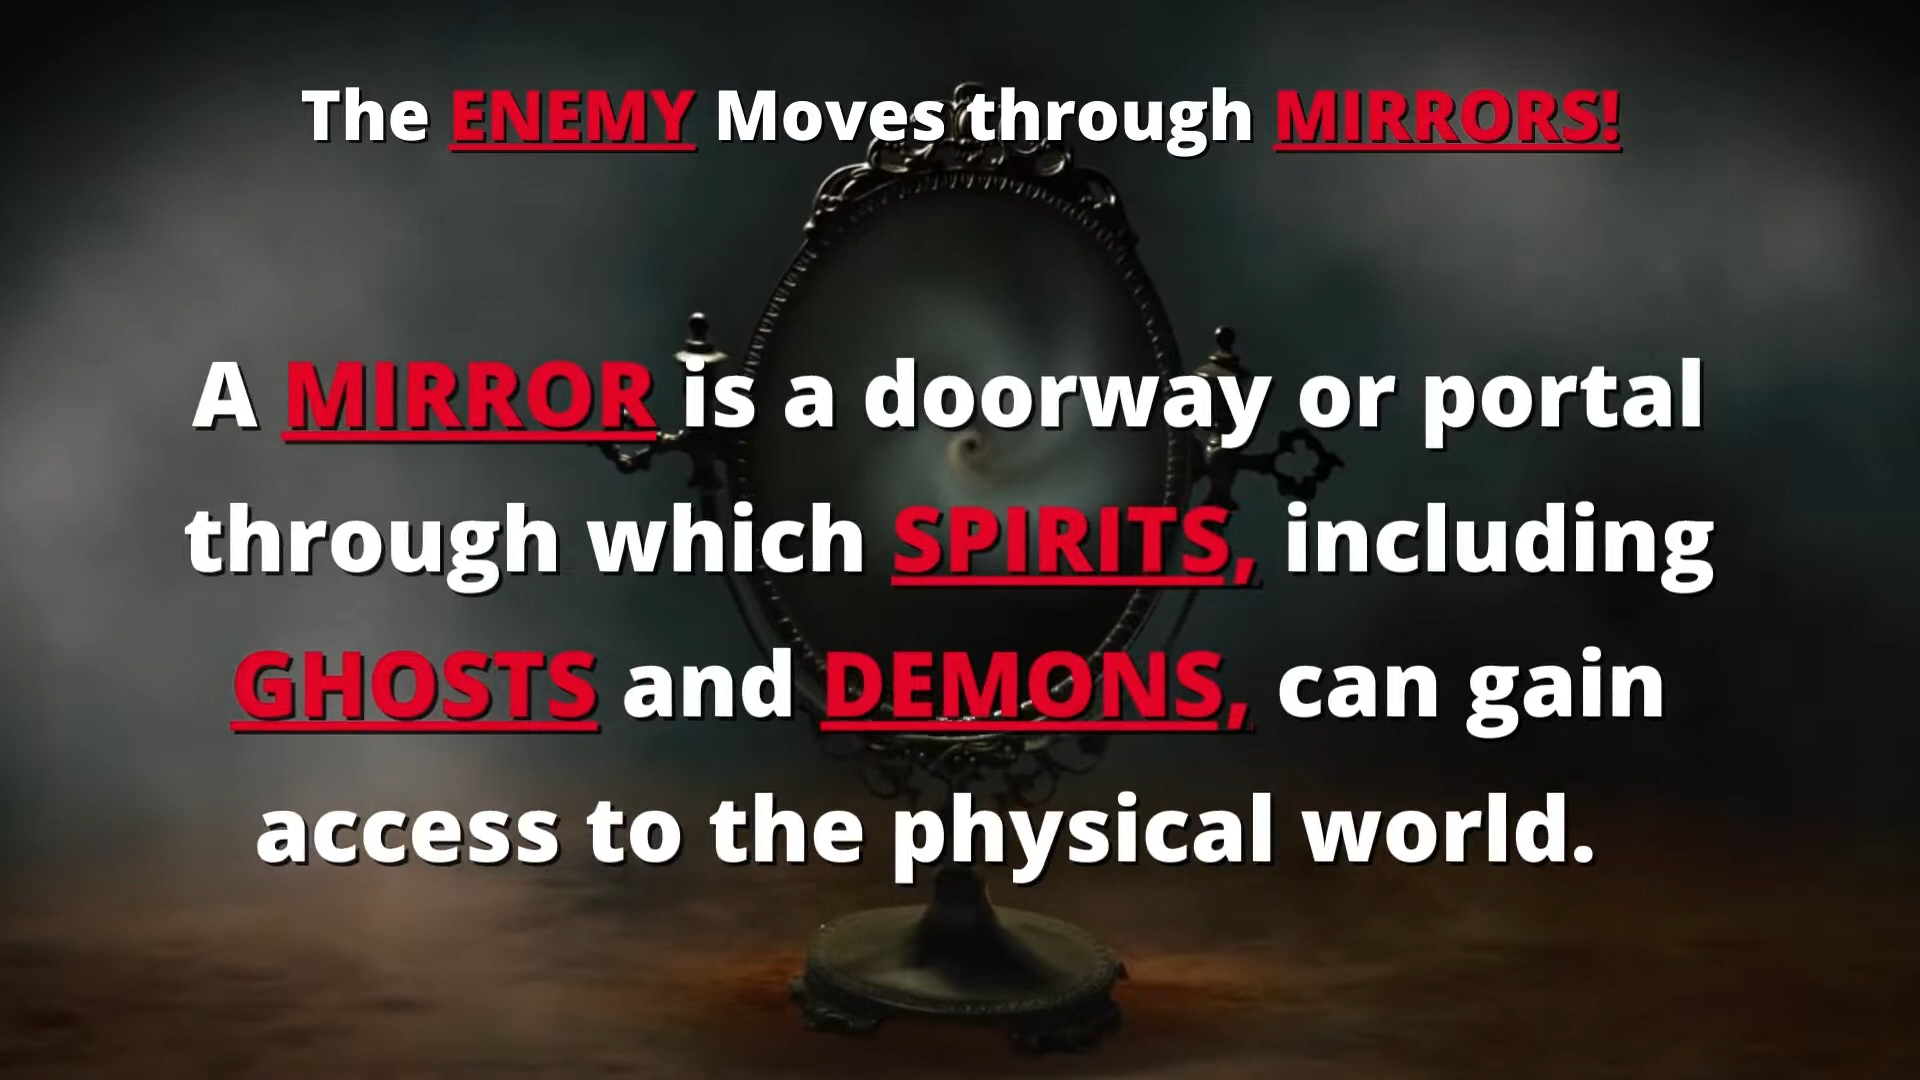 The ENEMY Moves through MIRRORS!
A MIRROR is a doorway or portal
through which SPIRITS, including
GHOSTS and DEMONS, can gain
access to the physical world.